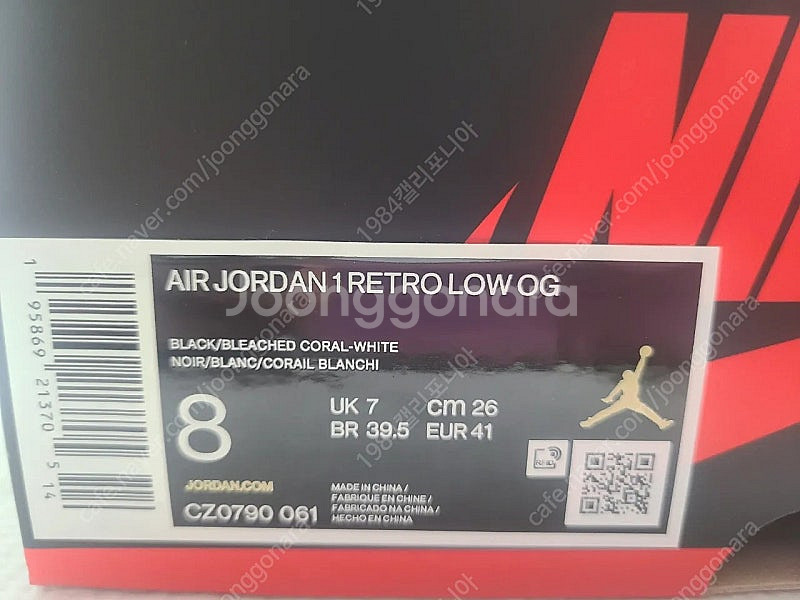 NI
AIR JORDAN 1 RETRO LOW OG
Joonggonara
BLACK/BLEACHED CORAL-WHITE
NOIR/BLANC/CORAIL BLANCHI
8
UK 7 cm 26
BR 39.5 EUR 41
RFID
JORDAN.COM
CZ0790 061
MADE IN CHINA /
FABRIQUE EN CHINE /
FABRICADO NA CHINA /
HECHO EN CHINA
1 95869 21370 5 14
1984캘리포니아
cafe.naver.com/joonggonara